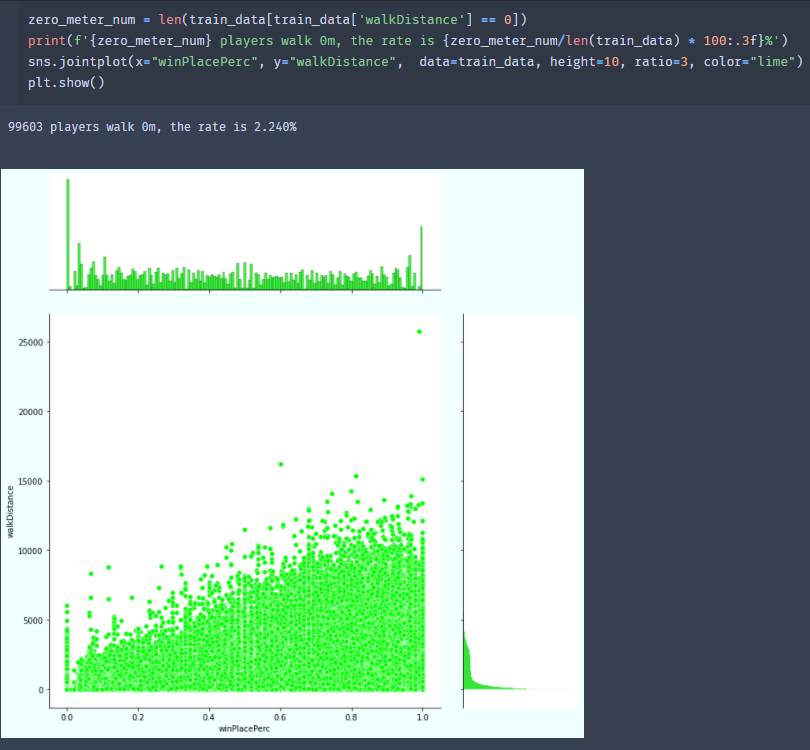 zero_meter_num = len(train_data[train_data['walkDistance'] == 0])
print(f'{zero_meter_num} players walk 0m, the rate is {zero_meter_num/len(train_data) * 100:.3f}%')
sns.jointplot(x="winPlacePerc", y="walkDistance",  data=train_data, height=10, ratio=3, color="lime")
plt.show()
99603 players walk 0m, the rate is 2.240%
25000
20000
15000
10000
5000
0
walkDistance
0.0 0.2 0.4 0.6 0.8 1.0
winPlacePerc